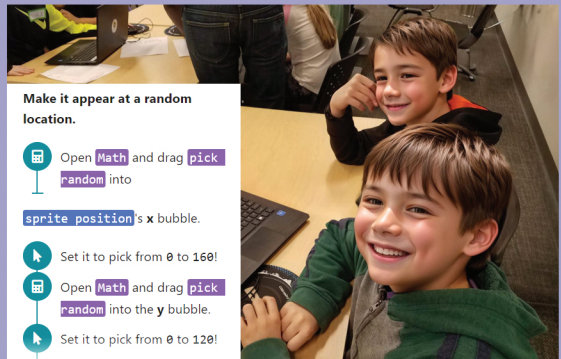 Make it appear at a random
location.
Open Math and drag pick
random into
sprite position's x bubble.
Set it to pick from 0 to 160!
Open Math and drag pick
random into the y bubble.
Set it to pick from 0 to 120!